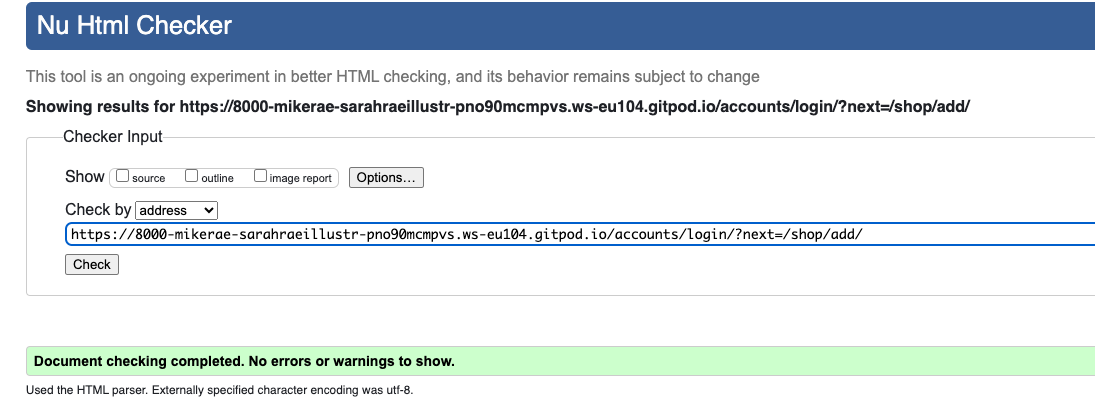 Nu Html Checker
This tool is an ongoing experiment in better HTML checking, and its behavior remains subject to change
Showing results for https://8000-mikerae-sarahraeillustr-pno90mcmpvs.ws-eu104.gitpod.io/accounts/login/?next=/shop/add/
Checker Input
Show source outline image report Options...
Check by address
https://8000-mikerae-sarahraeillustr-pno90mcmpvs.ws-eu104.gitpod.io/accounts/login/?next=/shop/add/
Check
Document checking completed. No errors or warnings to show.
Used the HTML parser. Externally specified character encoding was utf-8.